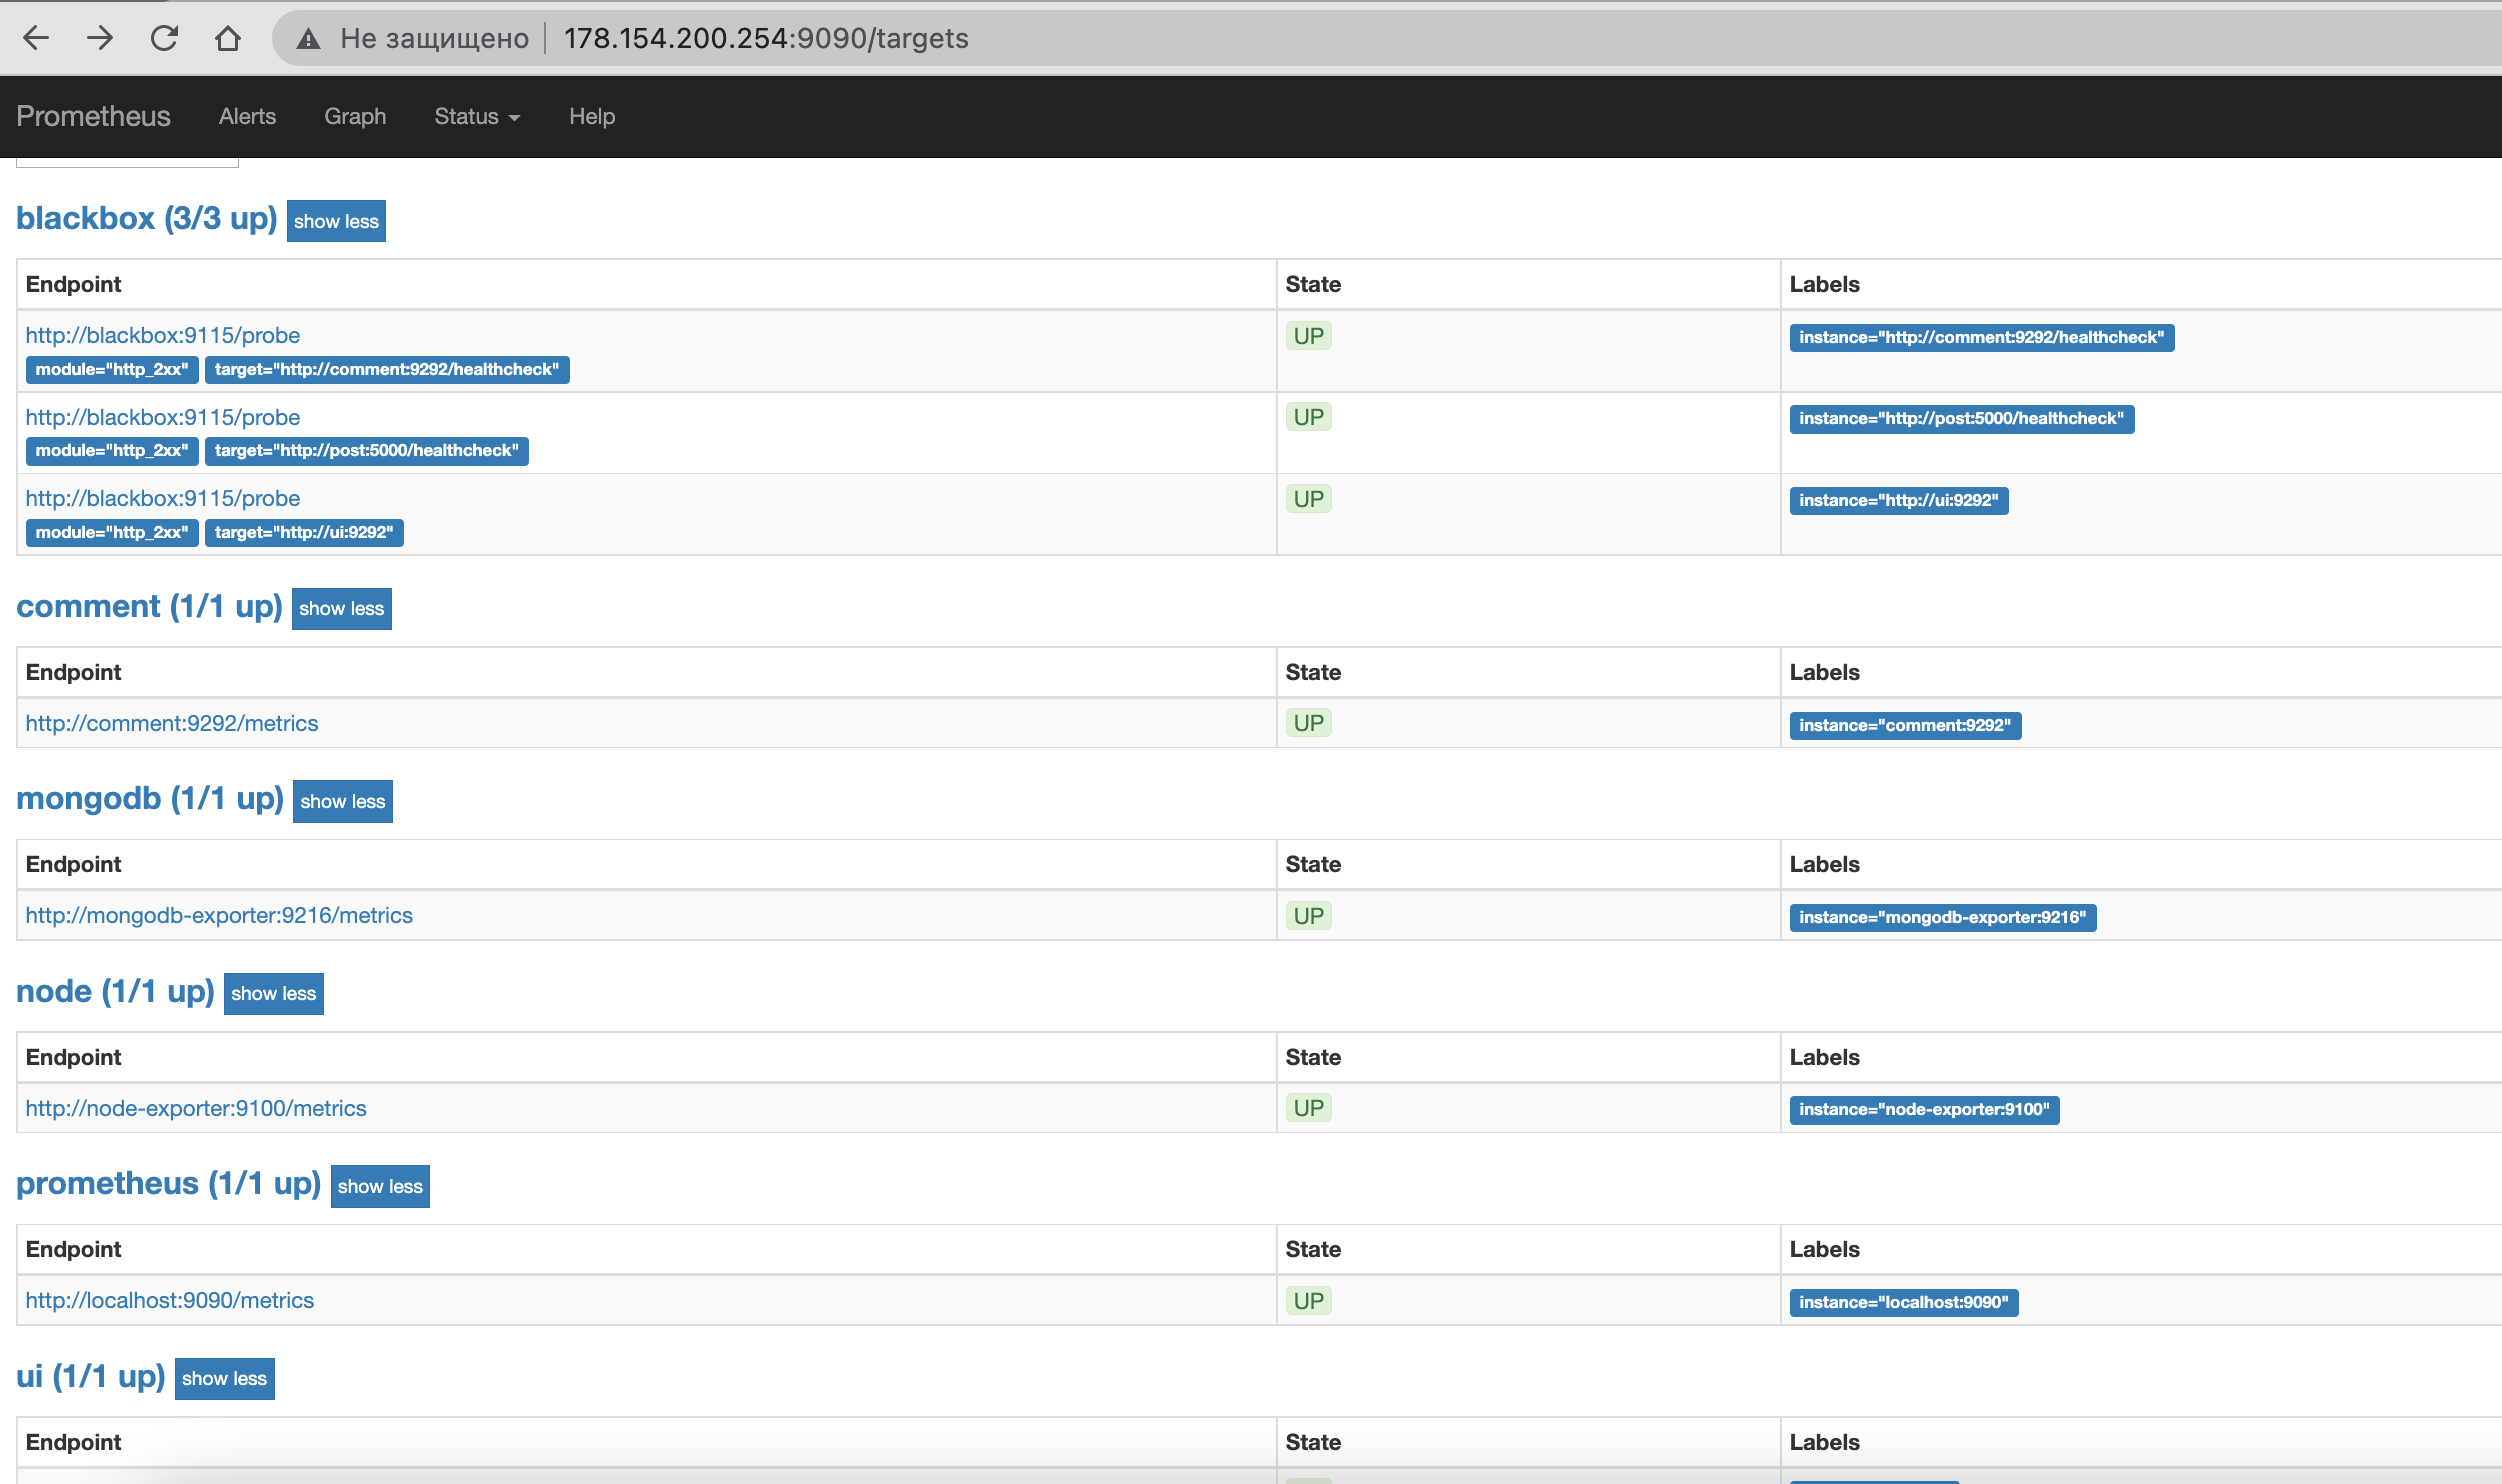 Не защищено 178.154.200.254:9090/targets
Prometheus Alerts Graph Status Help
blackbox (3/3 up) show less
Endpoint State Labels
http://blackbox:9115/probe UP instance="http://comment:9292/healthcheck"
module="http_2xx" target="http://comment:9292/healthcheck"
http://blackbox:9115/probe UP instance="http://post:5000/healthcheck"
module="http_2xx" target="http://post:5000/healthcheck"
http://blackbox:9115/probe UP instance="http://ui:9292"
module="http_2xx" target="http://ui:9292"
comment (1/1 up) show less
Endpoint State Labels
http://comment:9292/metrics UP instance="comment:9292"
mongodb (1/1 up) show less
Endpoint State Labels
http://mongodb-exporter:9216/metrics UP instance="mongodb-exporter:9216"
node (1/1 up) show less
Endpoint State Labels
http://node-exporter:9100/metrics UP instance="node-exporter:9100"
prometheus (1/1 up) show less
Endpoint State Labels
http://localhost:9090/metrics UP instance="localhost:9090"
ui (1/1 up) show less
Endpoint State Labels